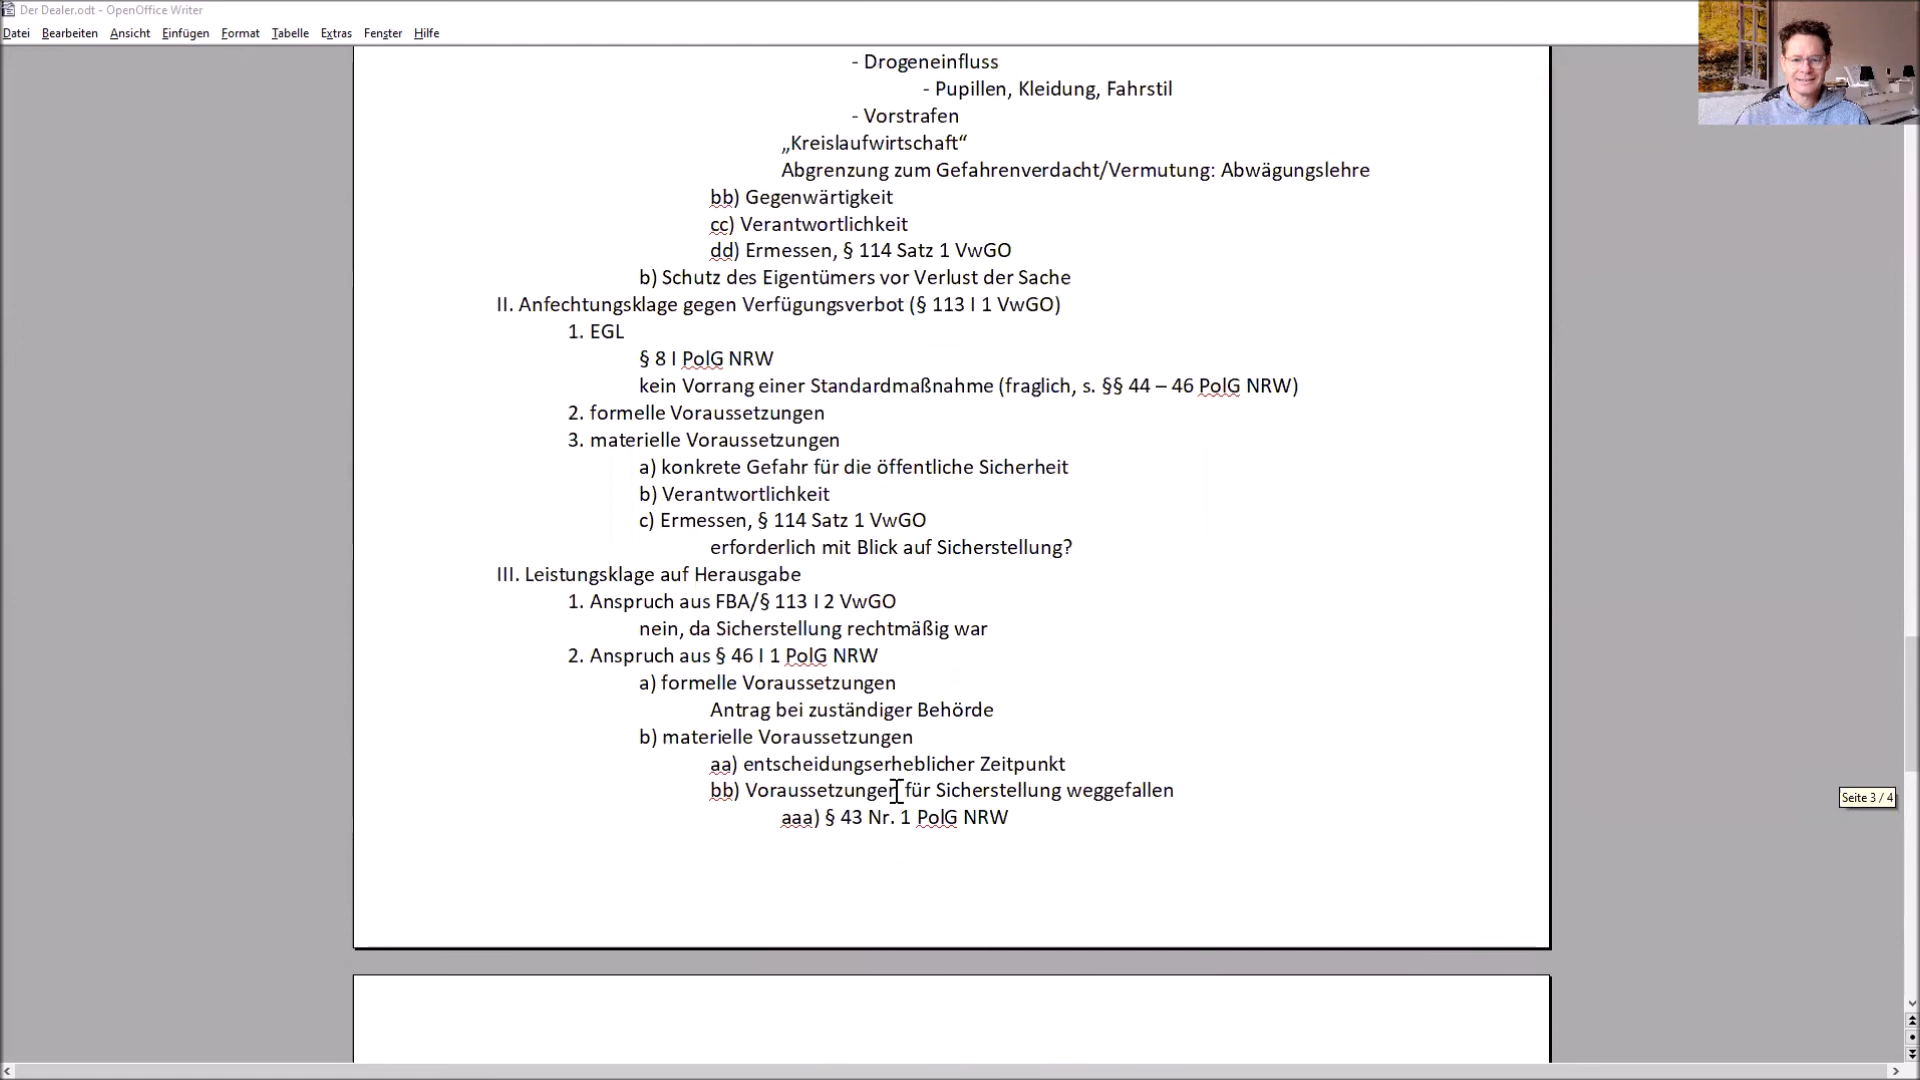 Der Dealer.odt - OpenOffice Writer
Datei Bearbeiten Ansicht Einfügen Format Tabelle Extras Fenster Hilfe
- Drogeneinfluss
- Pupillen, Kleidung, Fahrstil
- Vorstrafen
„Kreislaufwirtschaft“
Abgrenzung zum Gefahrenverdacht/Vermutung: Abwägungslehre
bb) Gegenwärtigkeit
cc) Verantwortlichkeit
dd) Ermessen, § 114 Satz 1 VwGO
b) Schutz des Eigentümers vor Verlust der Sache
II. Anfechtungsklage gegen Verfügungsverbot (§ 113 I 1 VwGO)
1. EGL
§ 8 I PolG NRW
kein Vorrang einer Standardmaßnahme (fraglich, s. §§ 44 – 46 PolG NRW)
2. formelle Voraussetzungen
3. materielle Voraussetzungen
a) konkrete Gefahr für die öffentliche Sicherheit
b) Verantwortlichkeit
c) Ermessen, § 114 Satz 1 VwGO
erforderlich mit Blick auf Sicherstellung?
III. Leistungsklage auf Herausgabe
1. Anspruch aus FBA/§ 113 I 2 VwGO
nein, da Sicherstellung rechtmäßig war
2. Anspruch aus § 46 I 1 PolG NRW
a) formelle Voraussetzungen
Antrag bei zuständiger Behörde
b) materielle Voraussetzungen
aa) entscheidungserheblicher Zeitpunkt
bb) Voraussetzungen für Sicherstellung weggefallen
Seite 3 / 4
aaa) § 43 Nr. 1 PolG NRW